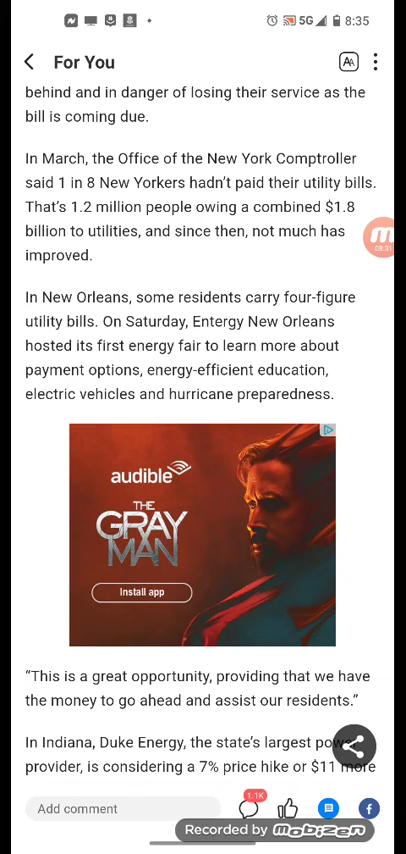 5G 8:35
For You
AA
behind and in danger of losing their service as the
bill is coming due.
In March, the Office of the New York Comptroller
said 1 in 8 New Yorkers hadn't paid their utility bills.
That's 1.2 million people owing a combined $1.8
billion to utilities, and since then, not much has
improved.
m
08:31
In New Orleans, some residents carry four-figure
utility bills. On Saturday, Entergy New Orleans
hosted its first energy fair to learn more about
payment options, energy-efficient education,
electric vehicles and hurricane preparedness.
audible
THE
GRAY
MAN
Install app
“This is a great opportunity, providing that we have
the money to go ahead and assist our residents.”
In Indiana, Duke Energy, the state's largest power
provider, is considering a 7% price hike or $11 more
Add comment
1.1K
f
Recorded by mobizen